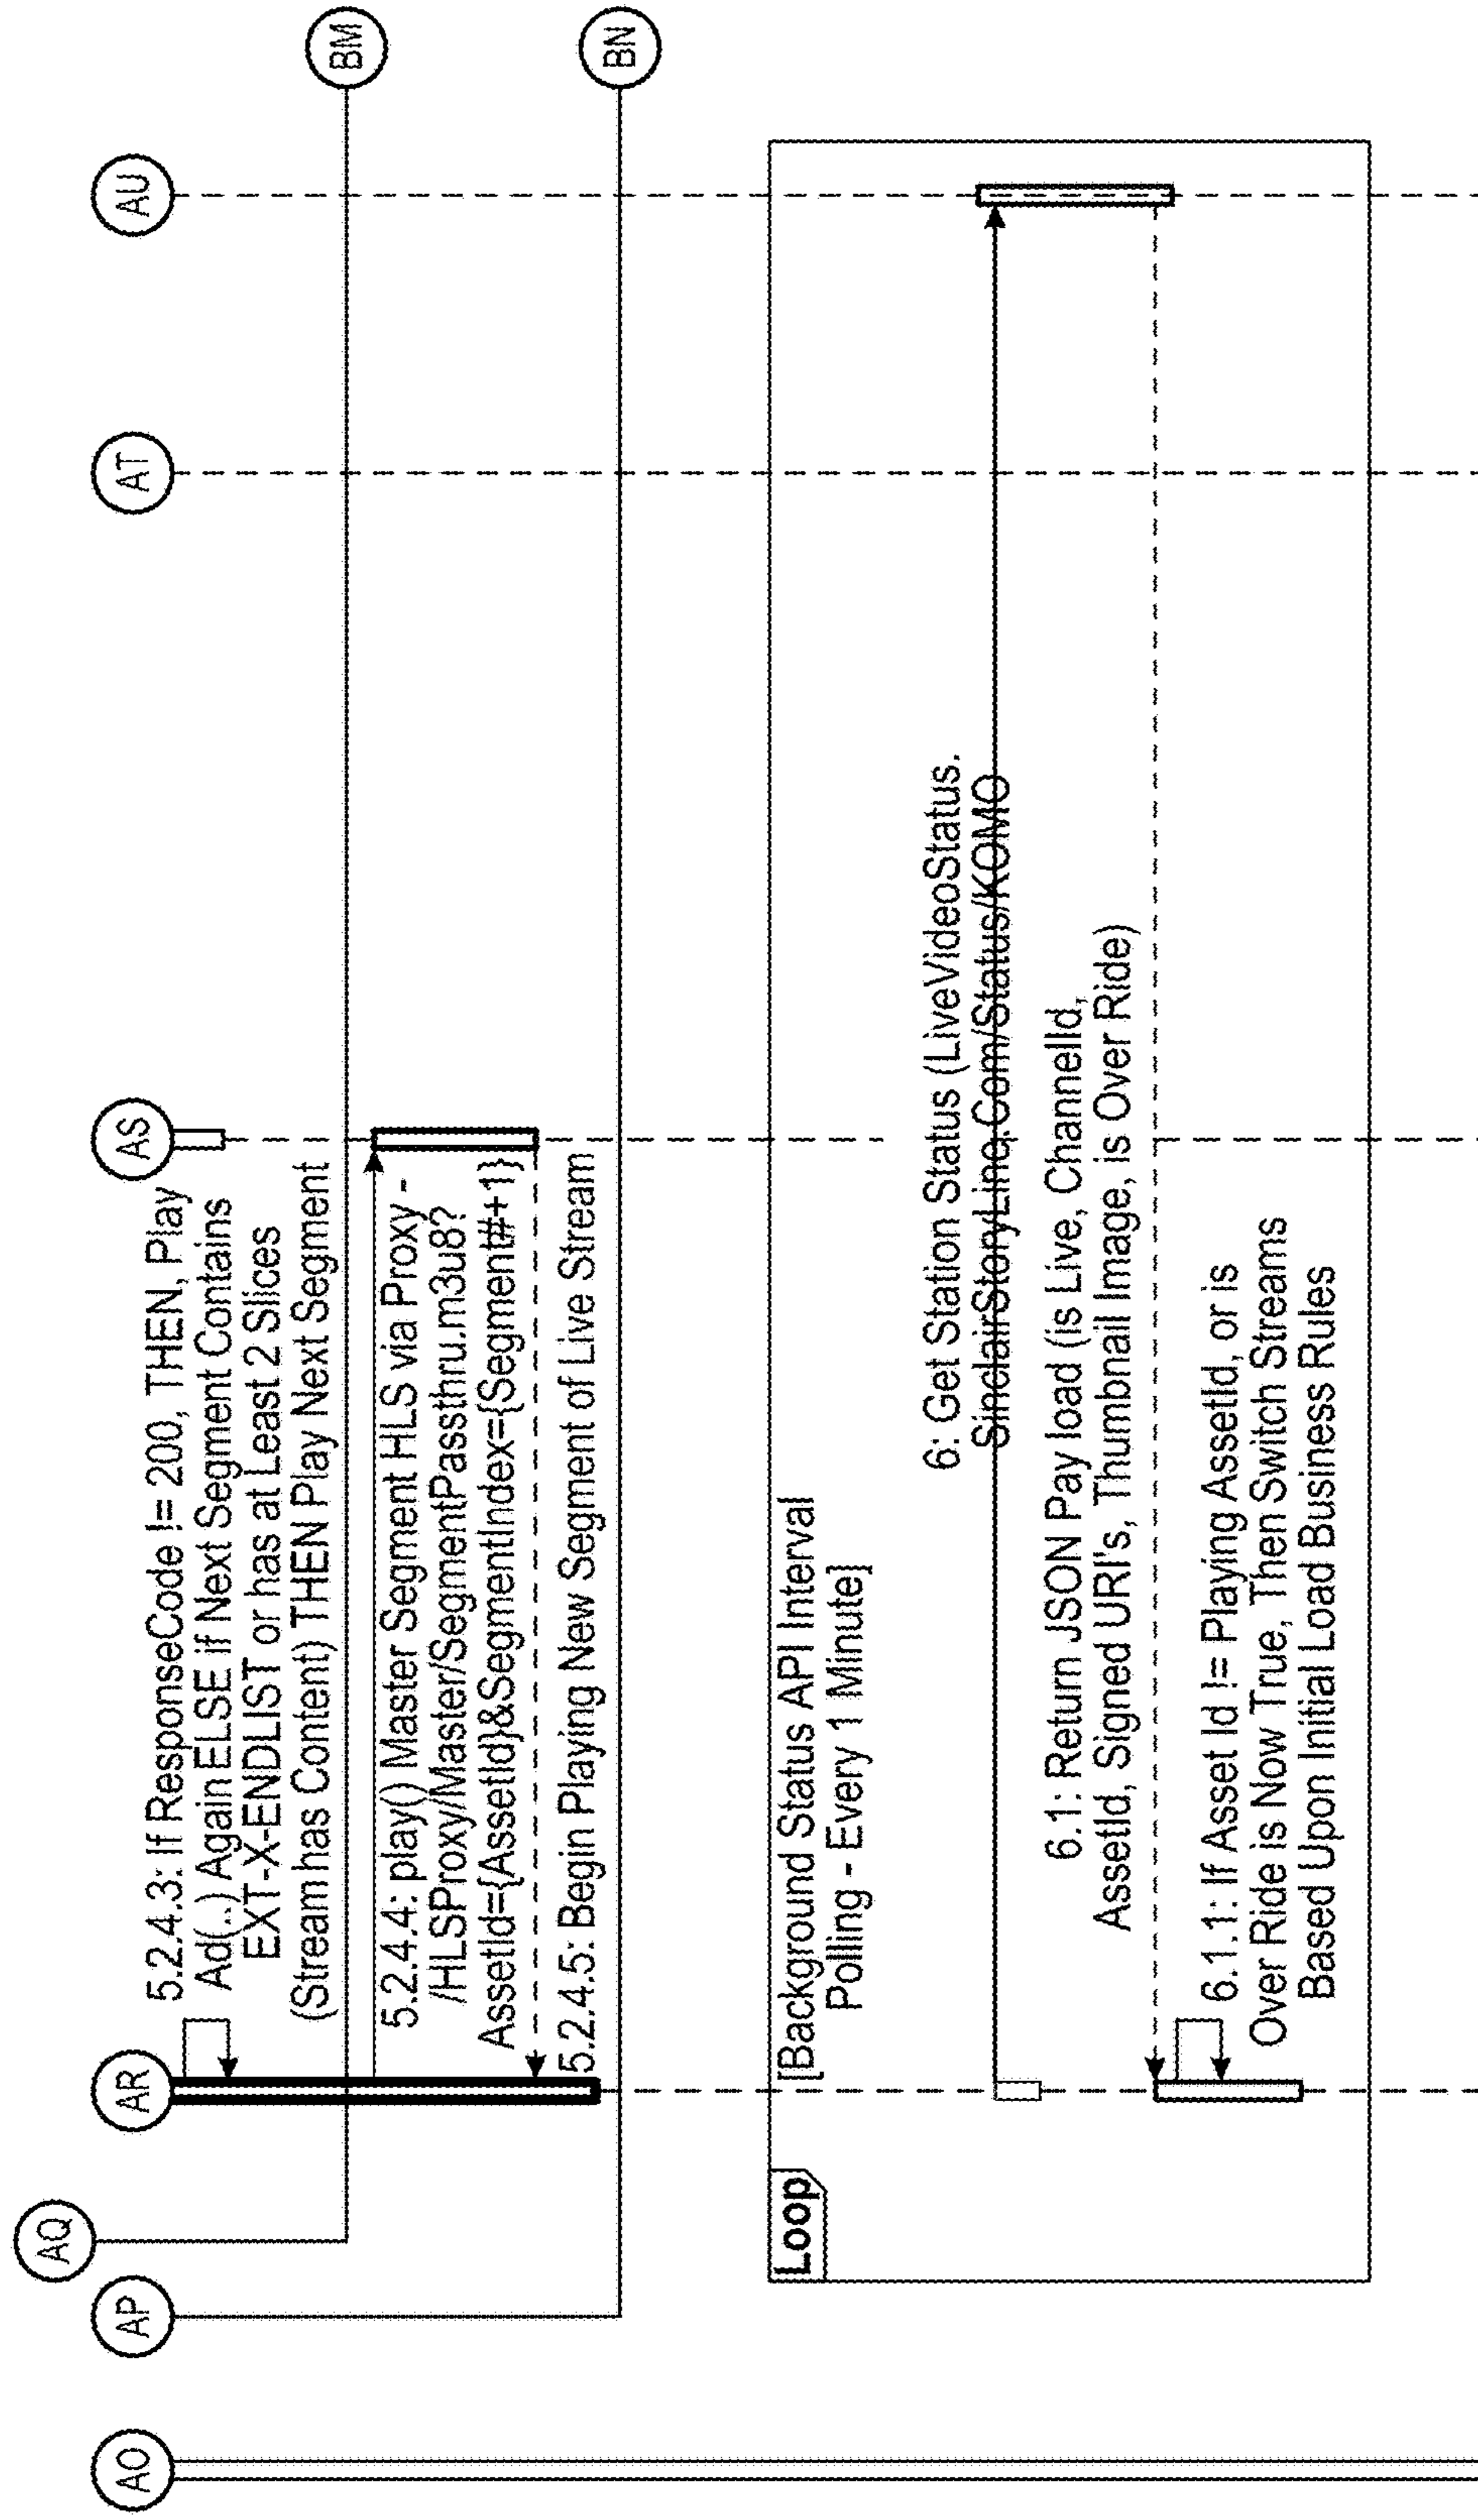 AO
AP
AQ
AR
AS
AT
AU
BM
BN
5.2.4.3: If ResponseCode != 200, THEN, Play
Ad(..) Again ELSE if Next Segment Contains
EXT-X-ENDLIST or has at Least 2 Slices
(Stream has Content) THEN Play Next Segment
5.2.4.4: play() Master Segment HLS via Proxy -
/HLSProxy/Master/SegmentPassthru.m3u8?
AssetId={AssetId}&SegmentIndex={Segment#+1}
5.2.4.5: Begin Playing New Segment of Live Stream
Loop
[Background Status API Interval
Polling - Every 1 Minute]
6: Get Station Status (LiveVideoStatus.
SinclairStoryLine.Com/Status/KOMO
6.1: Return JSON Pay load (is Live, ChannelId,
AssetId, Signed URI's, Thumbnail Image, is Over Ride)
6.1.1: If Asset Id != Playing AssetId, or is
Over Ride is Now True, Then Switch Streams
Based Upon Initial Load Business Rules